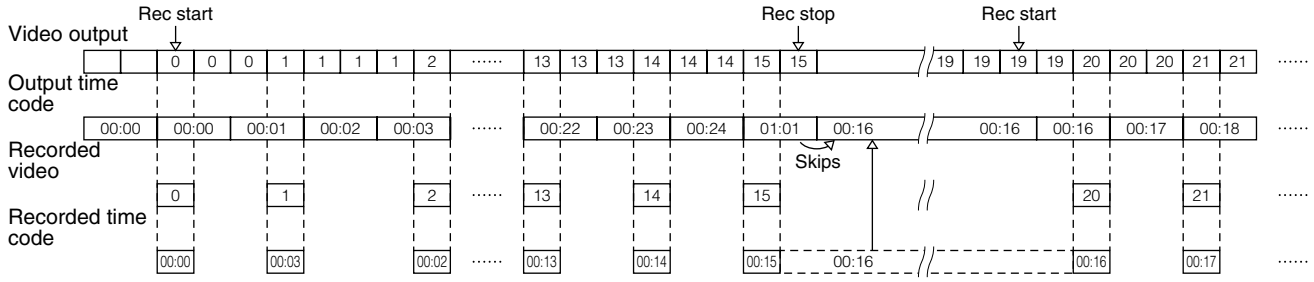 Rec start Rec stop Rec start
Video output
0 0 0 1 1 1 1 2 ...... 13 13 13 14 14 14 15 15 19 19 19 19 20 20 20 21 21 ......
Output time
code
00:00 00:00 00:01 00:02 00:03 ...... 00:22 00:23 00:24 01:01 00:16 00:16 00:16 00:17 00:18 ......
Recorded
video
Skips
0 1 2 ...... 13 14 15 20 21 ......
Recorded time
code
00:00 00:03 00:02 ...... 00:13 00:14 00:15 00:16 00:16 00:17 ......